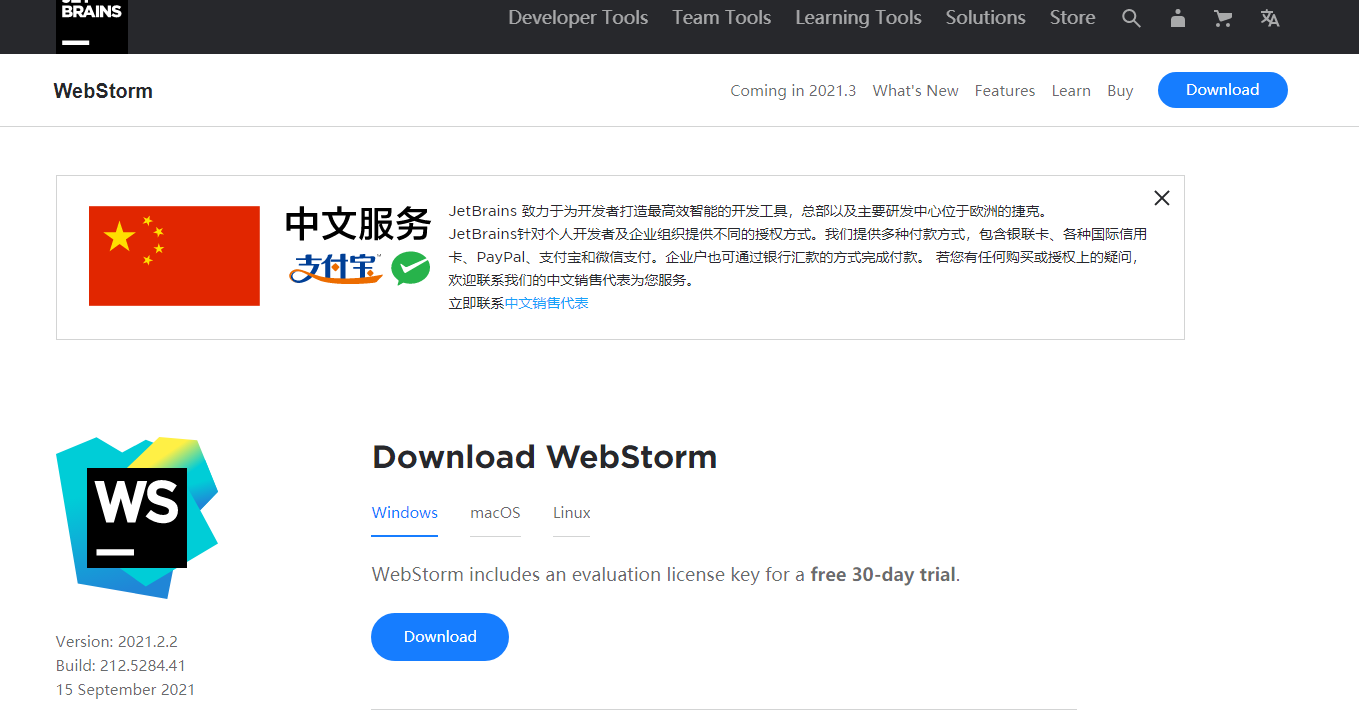 JET
BRAINS
Developer Tools Team Tools Learning Tools Solutions Store
WebStorm
Coming in 2021.3 What's New Features Learn Buy Download
中文服务
支付宝
JetBrains 致力于为开发者打造最高效智能的开发工具，总部以及主要研发中心位于欧洲的捷克。
JetBrains针对个人开发者及企业组织提供不同的授权方式。我们提供多种付款方式，包含银联卡、各种国际信用
卡、PayPal、支付宝和微信支付。企业户也可通过银行汇款的方式完成付款。 若您有任何购买或授权上的疑问，
欢迎联系我们的中文销售代表为您服务。
立即联系中文销售代表
WS
Download WebStorm
Windows macOS Linux
WebStorm includes an evaluation license key for a free 30-day trial.
Download
Version: 2021.2.2
Build: 212.5284.41
15 September 2021